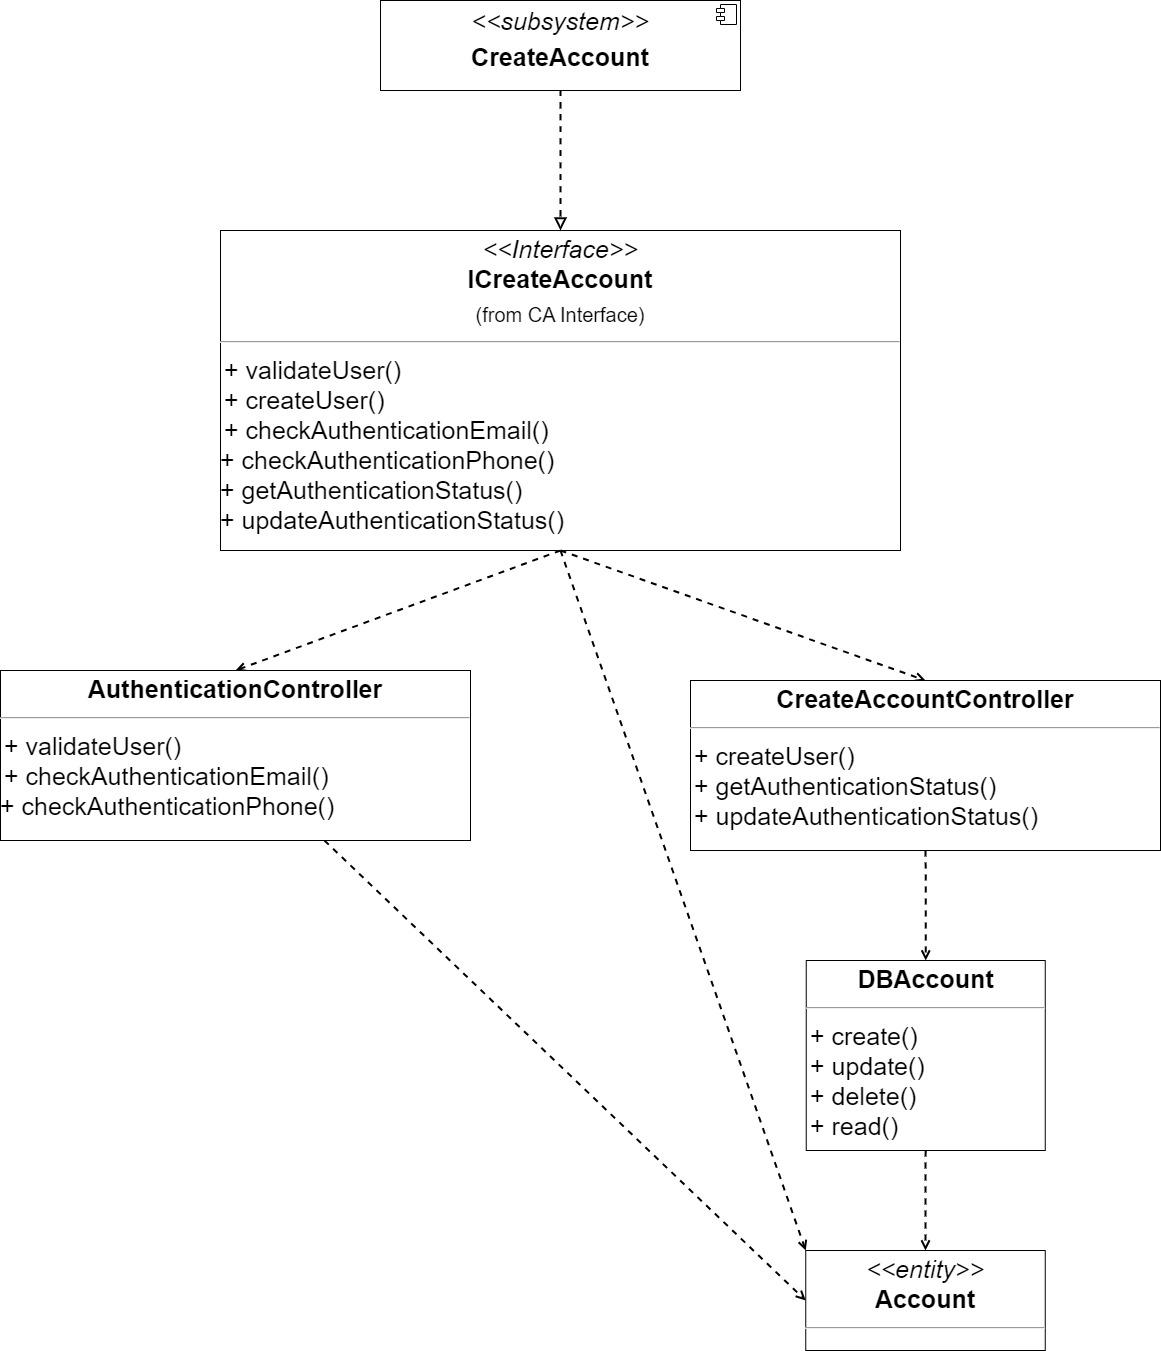 <<subsystem>>
CreateAccount
<<Interface>>
ICreateAccount
(from CA Interface)
+ validateUser()
+ createUser()
+ checkAuthenticationEmail()
+ checkAuthenticationPhone()
+ getAuthenticationStatus()
+ updateAuthenticationStatus()
AuthenticationController
+ validateUser()
+ checkAuthenticationEmail()
+ checkAuthenticationPhone()
CreateAccountController
+ createUser()
+ getAuthenticationStatus()
+ updateAuthenticationStatus()
DBAccount
+ create()
+ update()
+ delete()
+ read()
<<entity>>
Account